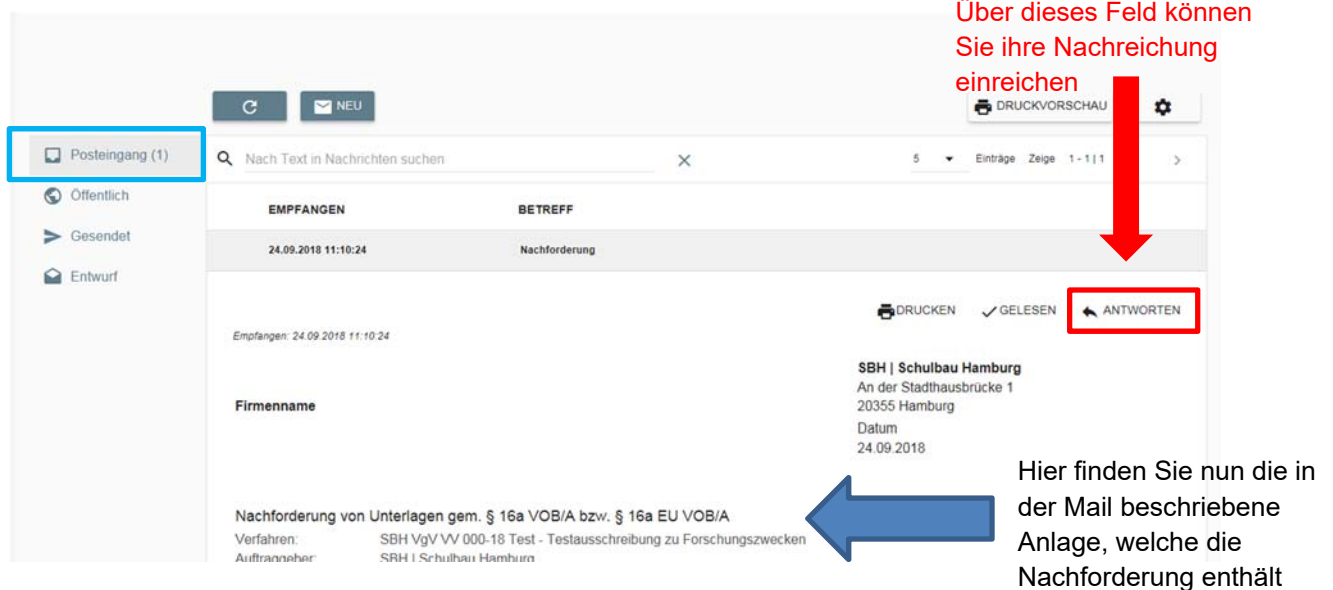 Über dieses Feld können
Sie ihre Nachreichung
einreichen
NEU
DRUCKVORSCHAU
Posteingang (1)
Nach Text in Nachrichten suchen
5 Einträge Zeige 1 - 1 | 1
Öffentlich
EMPFANGEN BETREFF
Gesendet
24.09.2018 11:10:24 Nachforderung
Entwurf
DRUCKEN GELESEN ANTWORTEN
Empfangen: 24.09.2018 11:10:24
SBH | Schulbau Hamburg
An der Stadthausbrücke 1
Firmenname
20355 Hamburg
Datum
24.09.2018
Hier finden Sie nun die in
der Mail beschriebene
Anlage, welche die
Nachforderung enthält
Nachforderung von Unterlagen gem. § 16a VOB/A bzw. § 16a EU VOB/A
Verfahren: SBH VgV VV 000-18 Test - Testausschreibung zu Forschungszwecken
Auftraggeber: SBH | Schulbau Hamburg